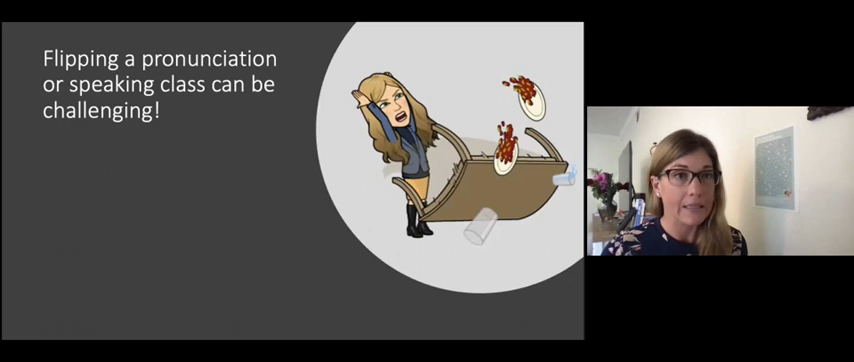 Flipping a pronunciation
or speaking class can be
challenging!